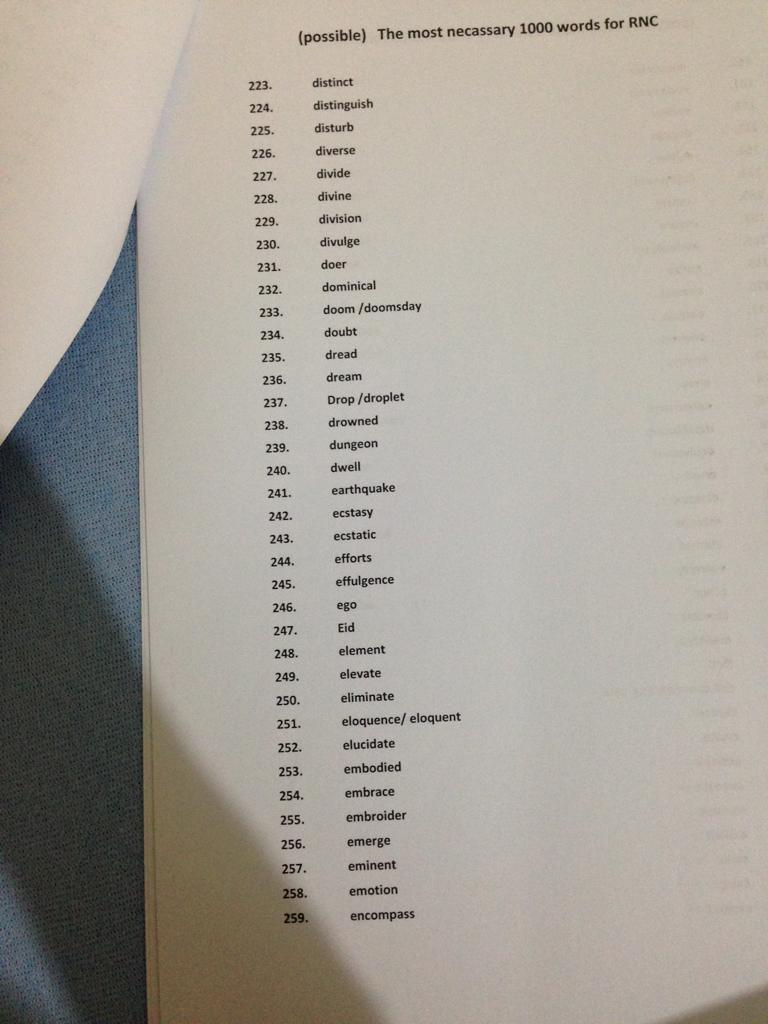 (possible) The most necassary 1000 words for RNC
223. distinct
224. distinguish
225. disturb
226. diverse
227. divide
228. divine
229. division
230. divulge
231. doer
232. dominical
233. doom /doomsday
234. doubt
235. dread
236. dream
237. Drop /droplet
238. drowned
239. dungeon
240. dwell
241. earthquake
242. ecstasy
243. ecstatic
244. efforts
245. effulgence
246. ego
247. Eid
248. element
249. elevate
250. eliminate
251. eloquence/ eloquent
252. elucidate
253. embodied
254. embrace
255. embroider
256. emerge
257. eminent
258. emotion
259. encompass